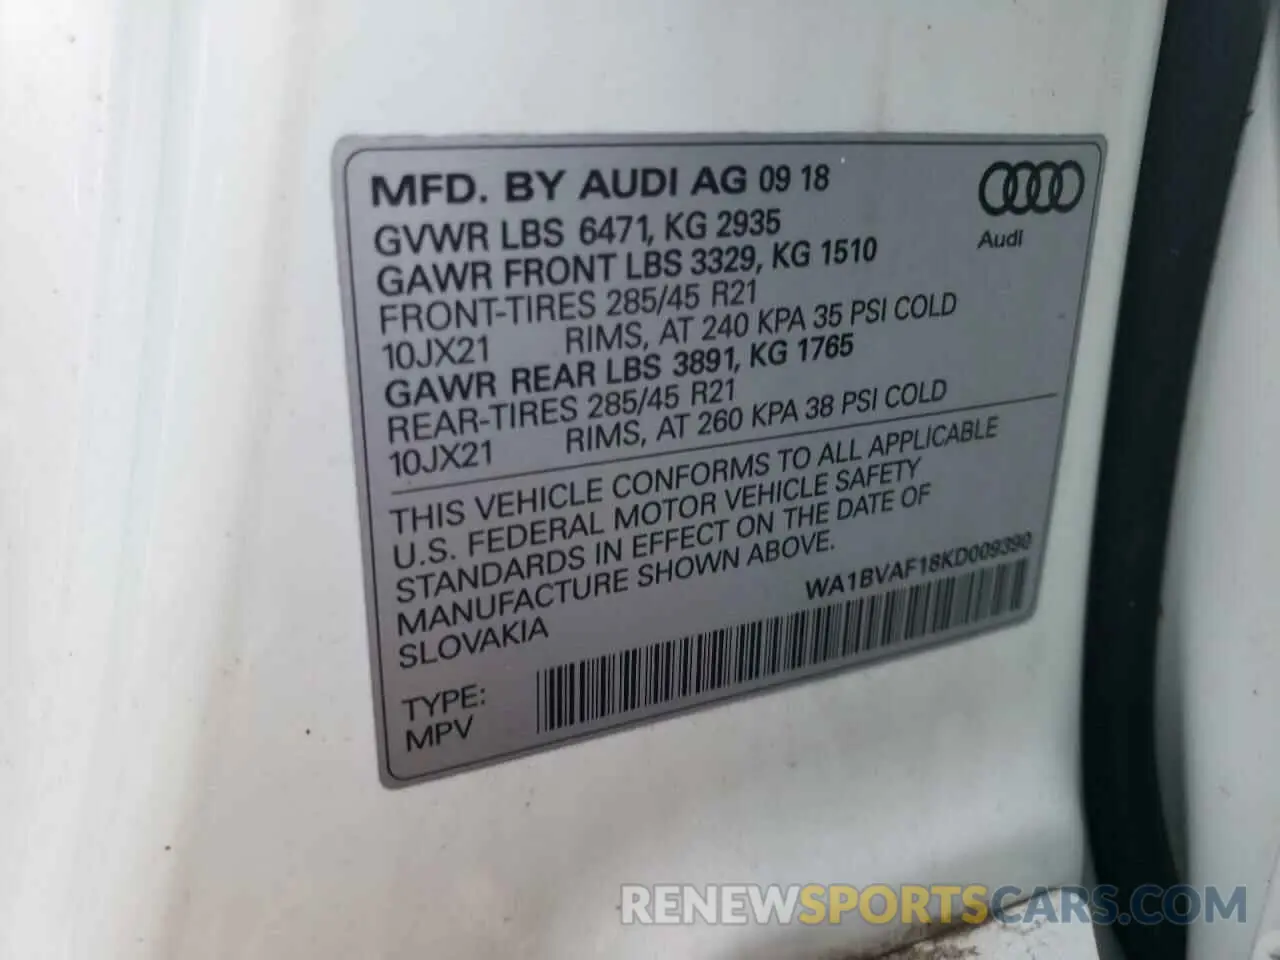 MFD. BY AUDI AG 09 18
GVWR LBS 6471, KG 2935
GAWR FRONT LBS 3329, KG 1510
FRONT-TIRES 285/45 R21
10JX21 RIMS, AT 240 KPA 35 PSI COLD
GAWR REAR LBS 3891, KG 1765
REAR-TIRES 285/45 R21
10JX21 RIMS, AT 260 KPA 38 PSI COLD
Audi
THIS VEHICLE CONFORMS TO ALL APPLICABLE
U.S. FEDERAL MOTOR VEHICLE SAFETY
STANDARDS IN EFFECT ON THE DATE OF
MANUFACTURE SHOWN ABOVE.
SLOVAKIA
WA1BVAF18KD009390
TYPE:
MPV
RENEWSPORTSCARS.COM